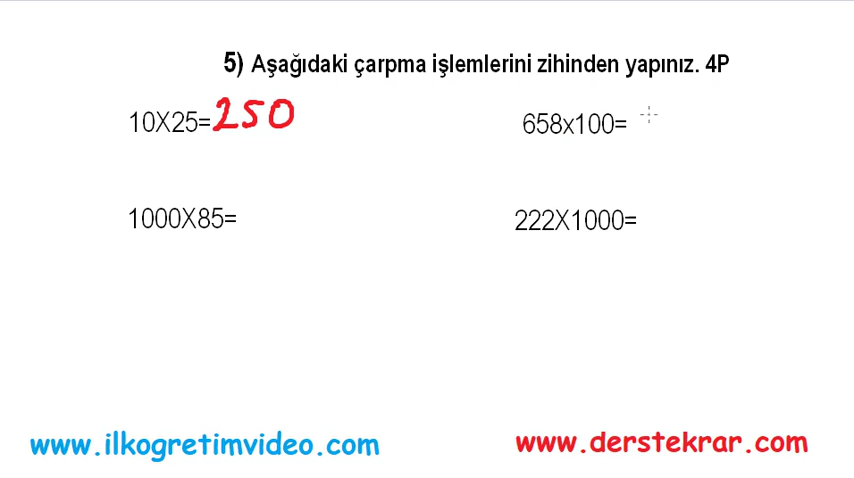 5) Aşağıdaki çarpma işlemlerini zihinden yapınız. 4P
10X25=250
658x100=
1000X85=
222X1000=
www.ilkogretimvideo.com
www.derstekrar.com